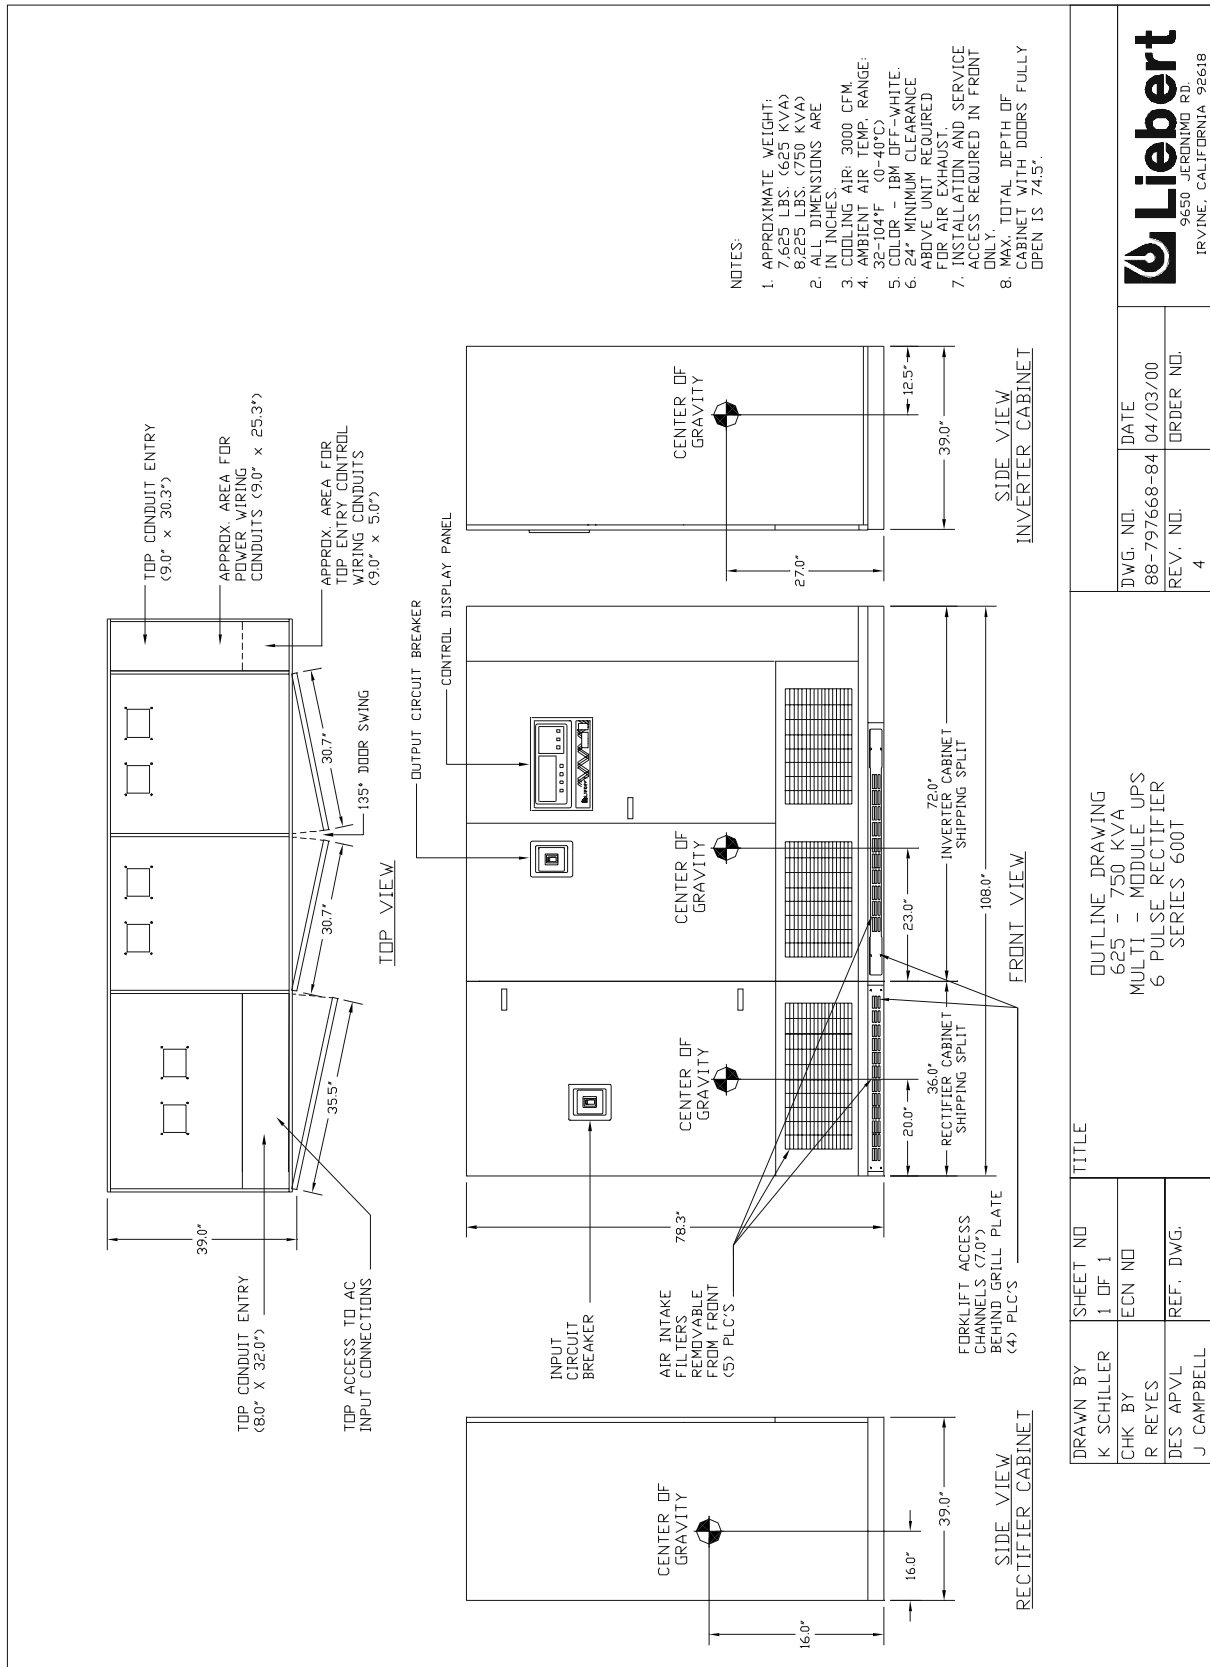 TOP CONDUIT ENTRY
(8.0" X 32.0")
TOP ACCESS TO AC
INPUT CONNECTIONS
39.0"
35.5"
30.7"
30.7"
135° DOOR SWING
TOP VIEW
TOP CONDUIT ENTRY
(9.0" x 30.3")
APPROX. AREA FOR
POWER WIRING
CONDUITS (9.0" x 25.3")
APPROX. AREA FOR
TOP ENTRY CONTROL
WIRING CONDUITS
(9.0" x 5.0")
CENTER OF
GRAVITY
16.0"
16.0"
39.0"
SIDE VIEW
RECTIFIER CABINET
INPUT
CIRCUIT
BREAKER
AIR INTAKE
FILTERS
REMOVABLE
FROM FRONT
(5) PLC'S
FORKLIFT ACCESS
CHANNELS (7.0")
BEHIND GRILL PLATE
(4) PLC'S
78.3"
OUTPUT CIRCUIT BREAKER
CONTROL DISPLAY PANEL
CENTER OF
GRAVITY
CENTER OF
GRAVITY
20.0"
23.0"
36.0"
RECTIFIER CABINET
SHIPPING SPLIT
72.0"
INVERTER CABINET
SHIPPING SPLIT
108.0"
FRONT VIEW
CENTER OF
GRAVITY
27.0"
12.5"
39.0"
SIDE VIEW
INVERTER CABINET
NOTES:
1. APPROXIMATE WEIGHT:
7,625 LBS. (625 KVA)
8,225 LBS. (750 KVA)
2. ALL DIMENSIONS ARE
IN INCHES.
3. COOLING AIR: 3000 CFM.
4. AMBIENT AIR TEMP. RANGE:
32-104°F (0-40°C)
5. COLOR - IBM OFF-WHITE.
6. 24" MINIMUM CLEARANCE
ABOVE UNIT REQUIRED
FOR AIR EXHAUST.
7. INSTALLATION AND SERVICE
ACCESS REQUIRED IN FRONT
ONLY.
8. MAX. TOTAL DEPTH OF
CABINET WITH DOORS FULLY
OPEN IS 74.5".
DRAWN BY
K SCHILLER
CHK BY
R REYES
DES APVL
J CAMPBELL
SHEET NO
1 OF 1
ECN NO
REF. DWG.
TITLE
OUTLINE DRAWING
625 - 750 KVA
MULTI - MODULE UPS
6 PULSE RECTIFIER
SERIES 600T
DWG. NO.
88-797668-84
REV. NO.
4
DATE
04/03/00
ORDER NO.
Liebert
9650 JERONIMO RD.
IRVINE, CALIFORNIA 92618